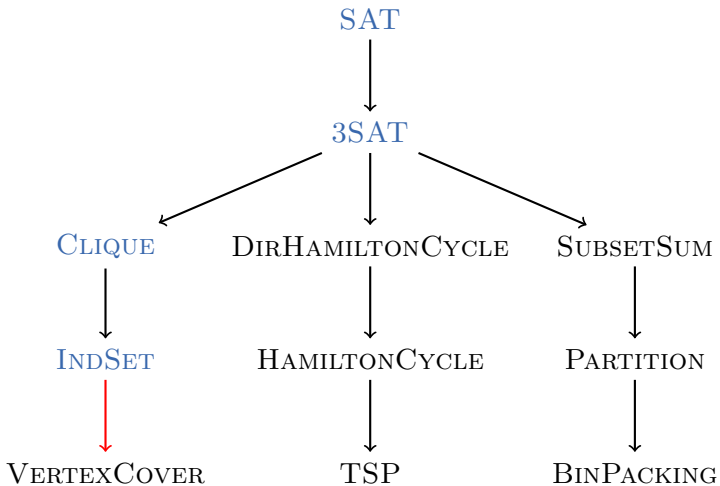 SAT
3SAT
CLIQUE DIRHAMILTONCYCLE SUBSETSUM
INDSET HAMILTONCYCLE PARTITION
VERTEXCOVER TSP BINPACKING